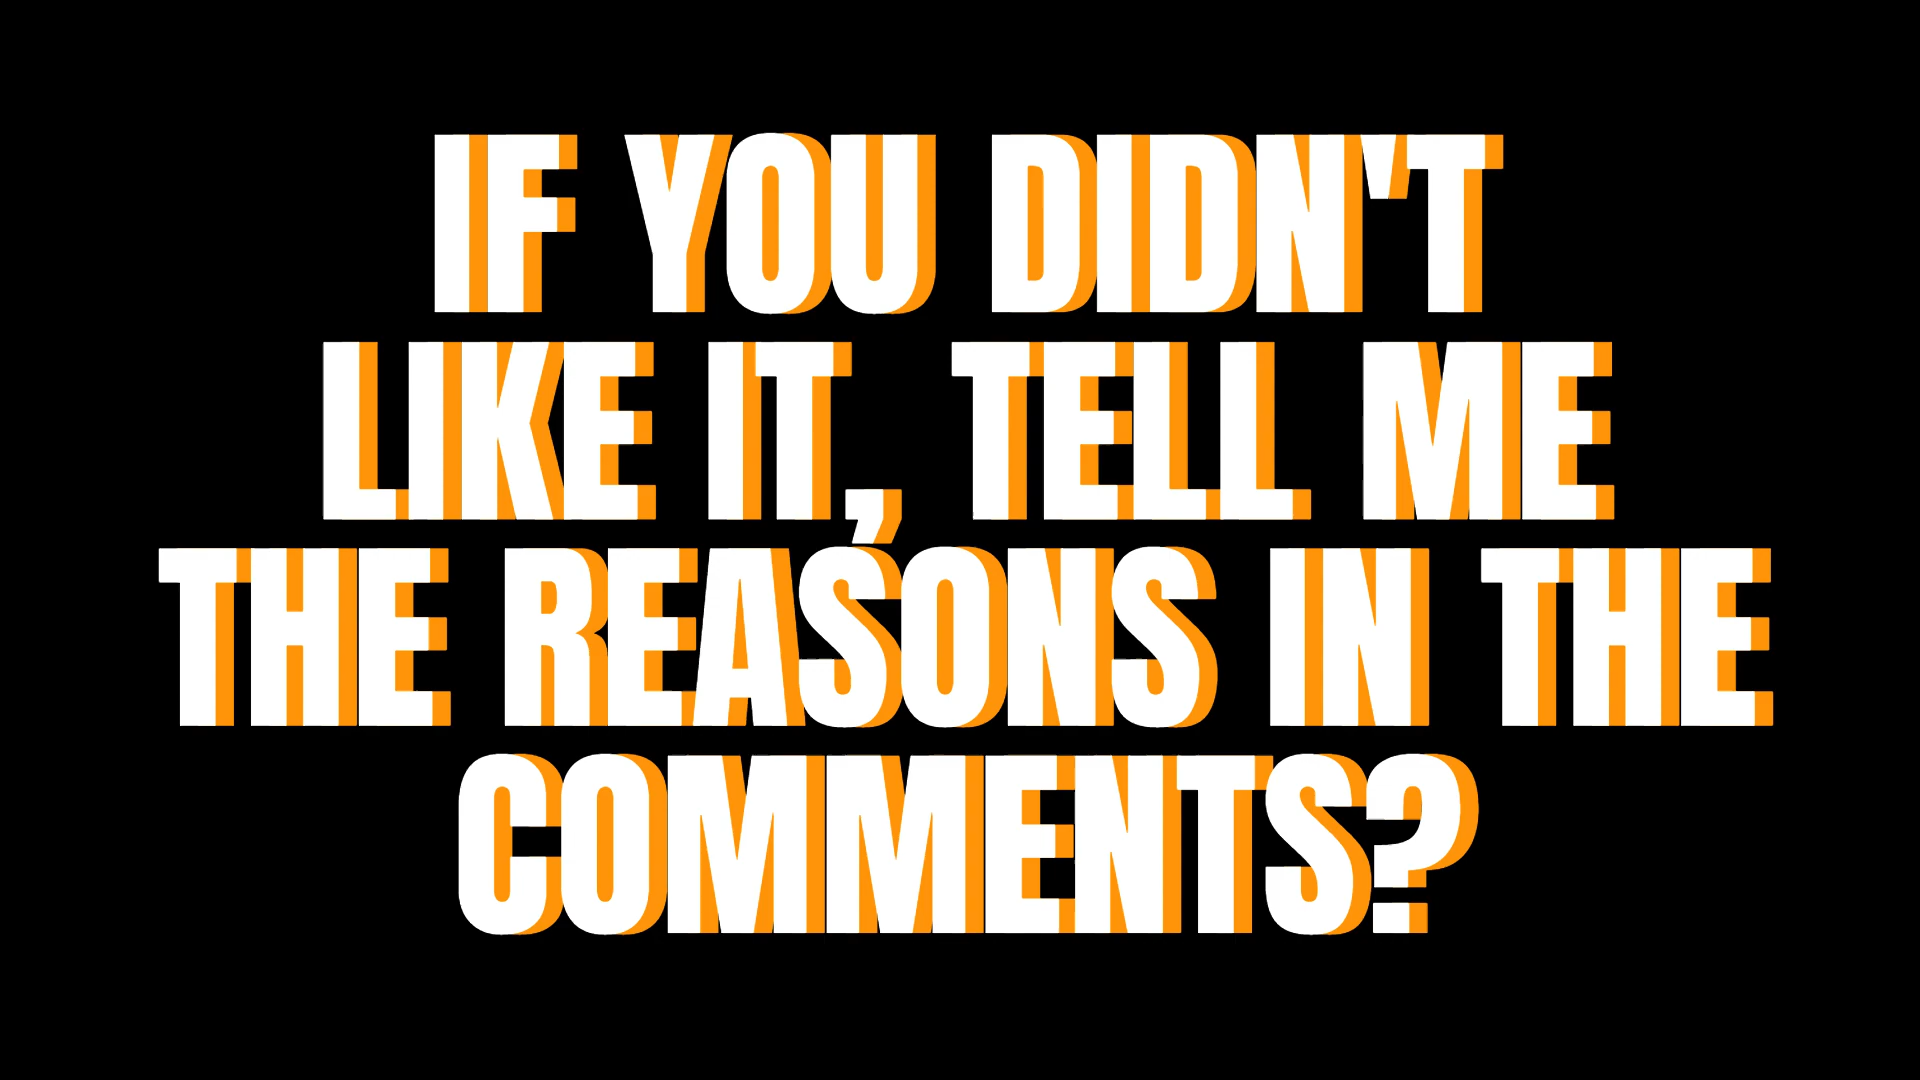 IF YOU DIDN'T
LIKE IT, TELL ME
THE REASONS IN THE
COMMENTS?